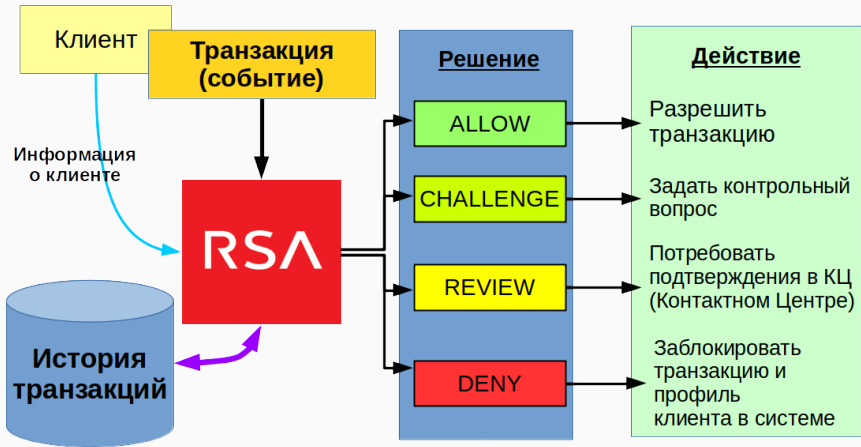 Клиент
Транзакция
(событие)
Информация
о клиенте
RSA
История
транзакций
Решение
ALLOW
CHALLENGE
REVIEW
DENY
Действие
Разрешить
транзакцию
Задать контрольный
вопрос
Потребовать
подтверждения в КЦ
(Контактном Центре)
Заблокировать
транзакцию и
профиль
клиента в системе